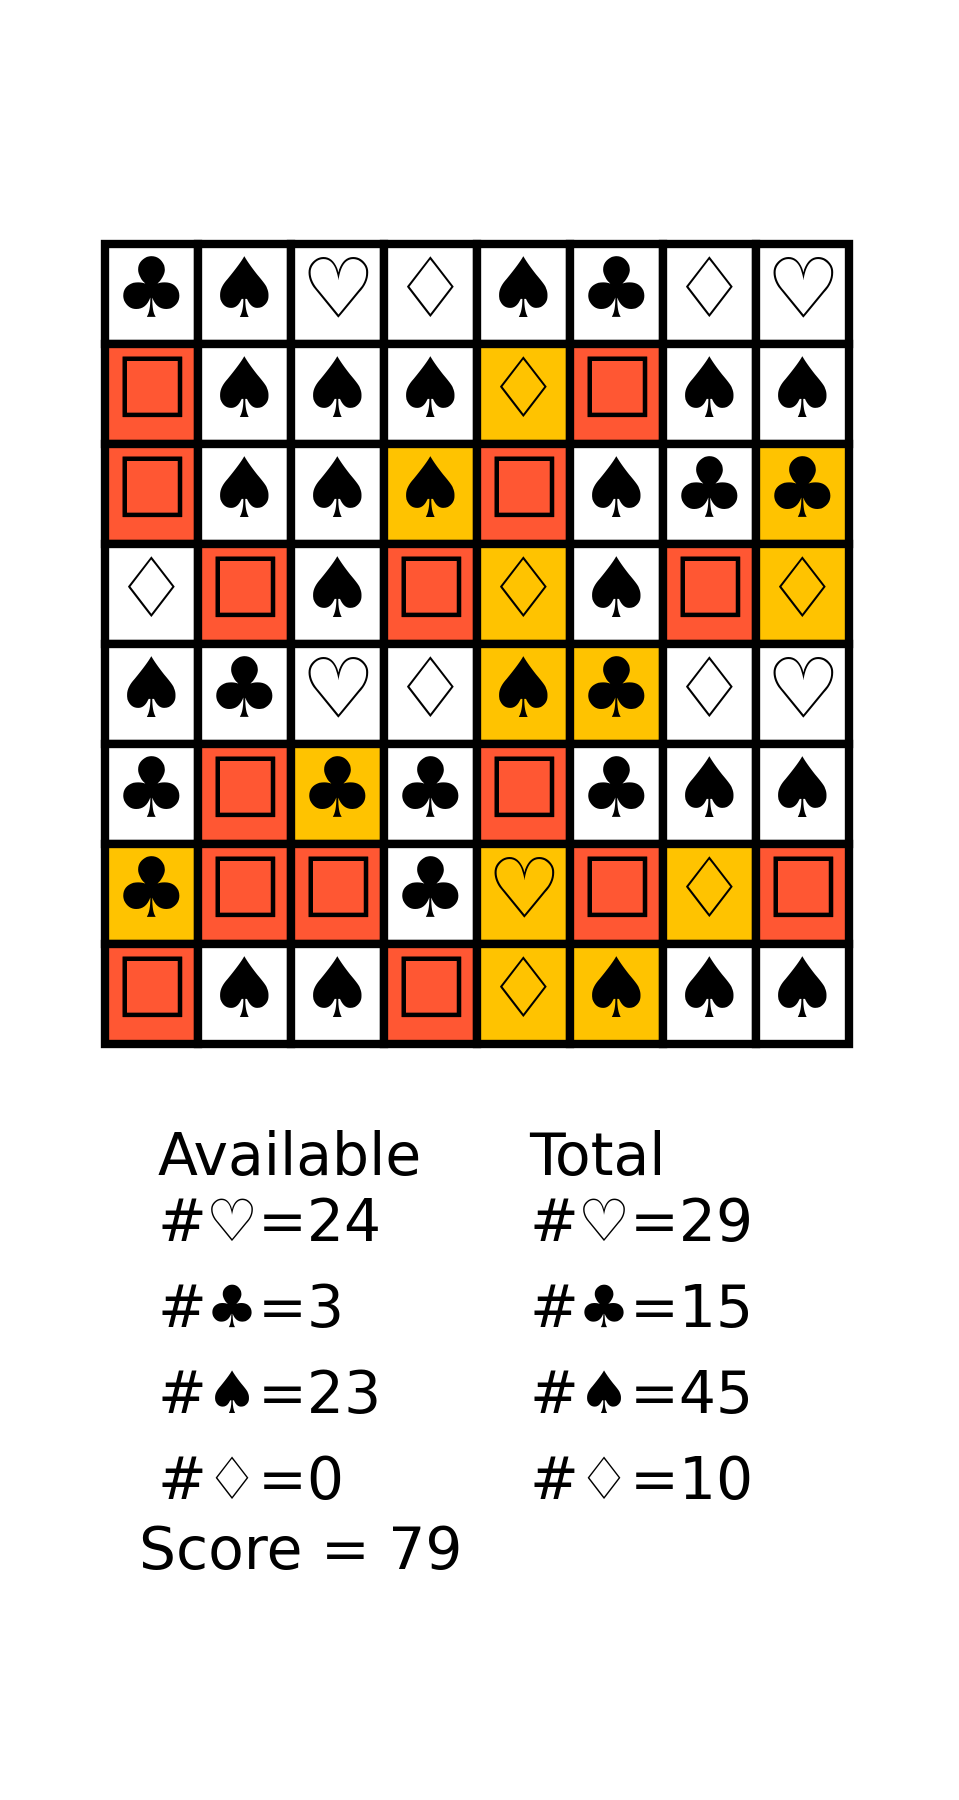 ♣ ♠ ♡ ♢ ♠ ♣ ♢ ♡
□ ♠ ♠ ♠ ♢ □ ♠ ♠
□ ♠ ♠ ♠ □ ♠ ♣ ♣
♢ □ ♠ □ ♢ ♠ □ ♢
♠ ♣ ♡ ♢ ♠ ♣ ♢ ♡
♣ □ ♣ ♣ □ ♣ ♠ ♠
♣ □ □ ♣ ♡ □ ♢ □
□ ♠ ♠ □ ♢ ♠ ♠ ♠
Available Total
#♡=24 #♡=29
#♣=3 #♣=15
#♠=23 #♠=45
#♢=0 #♢=10
Score = 79